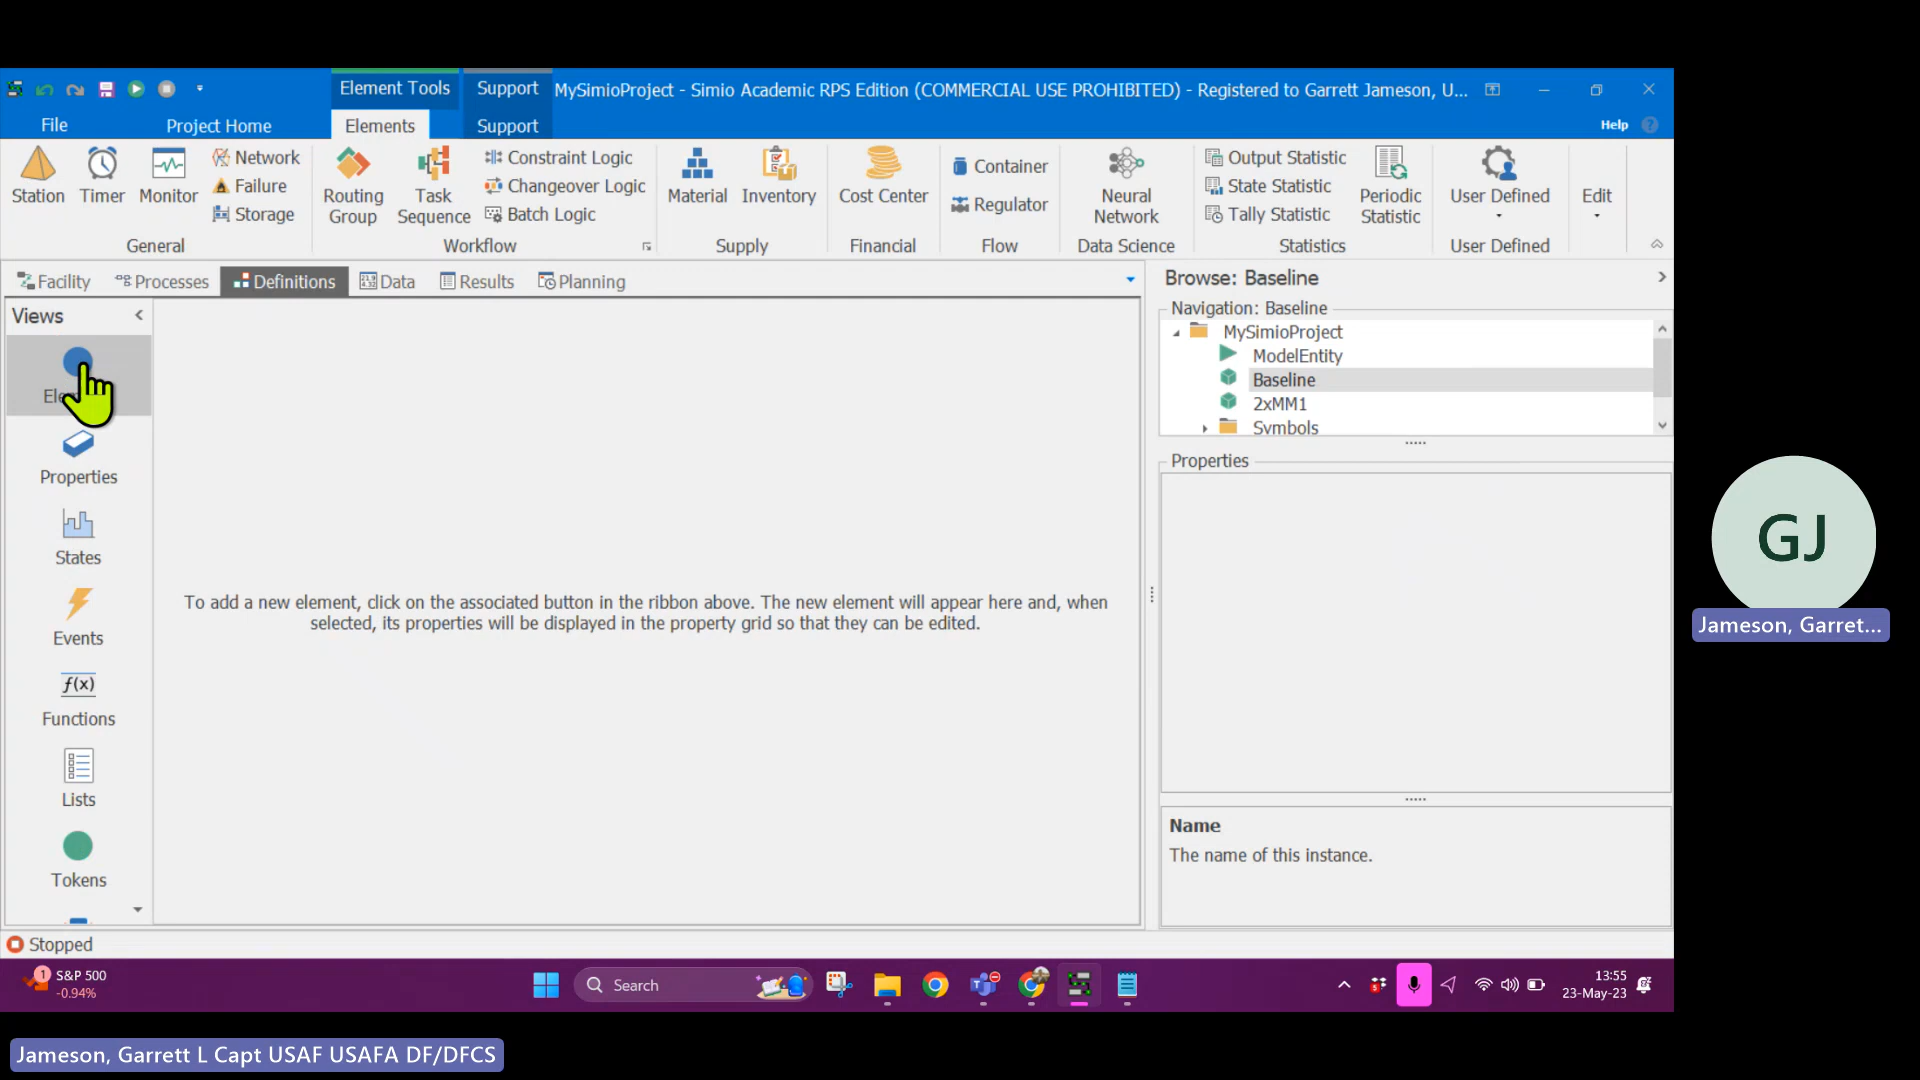 Element Tools
Support
MySimioProject - Simio Academic RPS Edition (COMMERCIAL USE PROHIBITED) - Registered to Garrett Jameson, U...
File
Project Home
Elements
Support
Help
Station
Timer
Monitor
Network
Failure
Storage
General
Routing
Group
Task
Sequence
Constraint Logic
Changeover Logic
Batch Logic
Workflow
Material
Inventory
Supply
Cost Center
Financial
Container
Regulator
Flow
Neural
Network
Data Science
Output Statistic
State Statistic
Tally Statistic
Periodic
Statistic
Statistics
User Defined
User Defined
Edit
Facility
Processes
Definitions
Data
Results
Planning
Views
Properties
States
Events
f(x)
Functions
Lists
Tokens
To add a new element, click on the associated button in the ribbon above. The new element will appear here and, when
selected, its properties will be displayed in the property grid so that they can be edited.
Browse: Baseline
Navigation: Baseline
MySimioProject
ModelEntity
Baseline
2xMM1
Symbols
Properties
Name
The name of this instance.
Stopped
1
S&P 500
-0.94%
Search
13:55
23-May-23
GJ
Jameson, Garret...
Jameson, Garrett L Capt USAF USAFA DF/DFCS